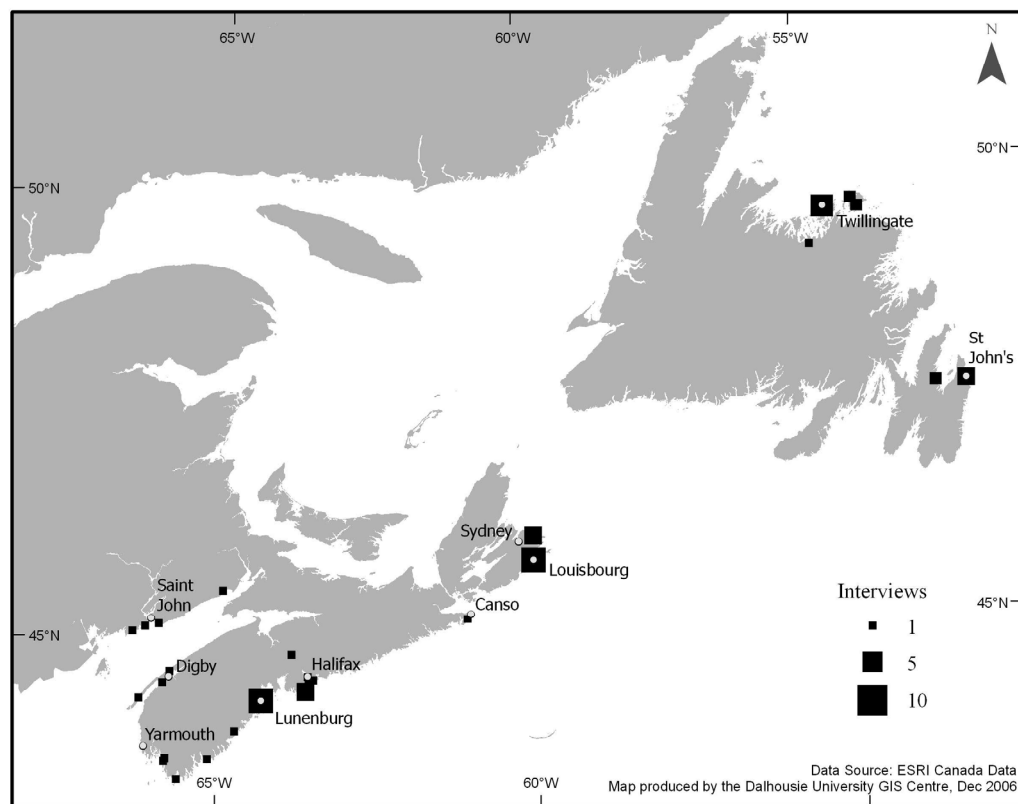 65°W
60°W
55°W
N
50°N
50°N
Twillingate
St
John's
Sydney
Louisbourg
Saint
John
Canso
Interviews
1
45°N
45°N
Digby
Halifax
5
10
Lunenburg
Yarmouth
Data Source: ESRI Canada Data
65°W
60°W
Map produced by the Dalhousie University GIS Centre, Dec 2006